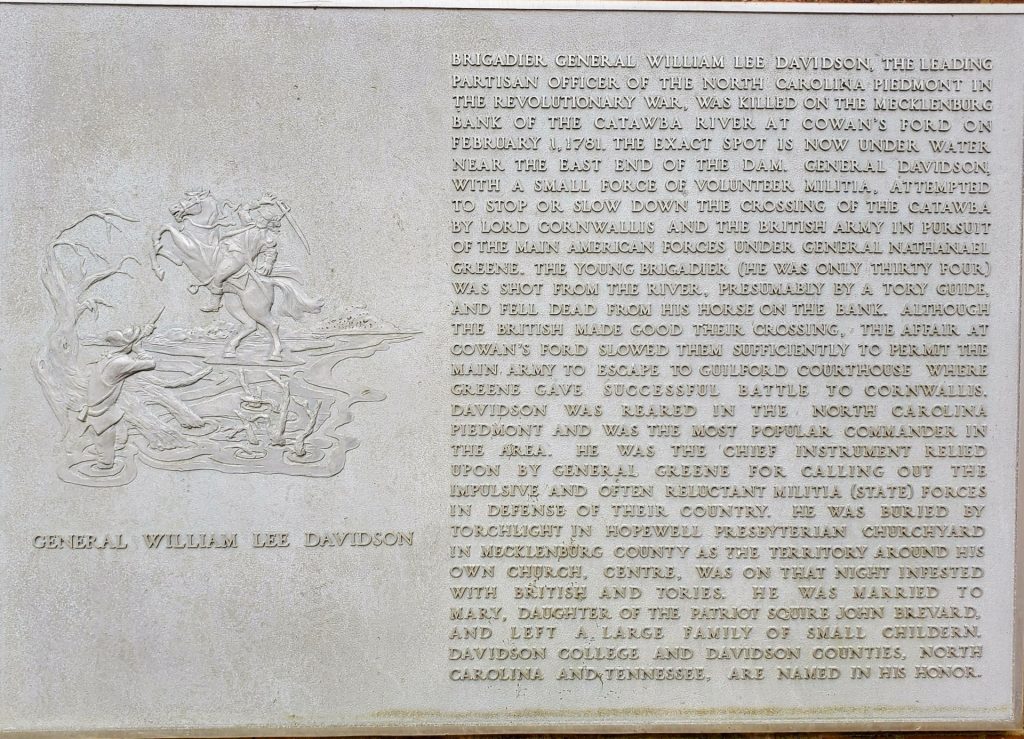 BRIGADIER GENERAL WILLIAM LEE DAVIDSON, THE LEADING
PARTISAN OFFICER OF THE NORTH CAROLINA PIEDMONT IN
THE REVOLUTIONARY WAR, WAS KILLED ON THE MECKLENBURG
BANK OF THE CATAWBA RIVER AT COWAN'S FORD ON
FEBRUARY 1, 1781. THE EXACT SPOT IS NOW UNDER WATER
NEAR THE EAST END OF THE DAM. GENERAL DAVIDSON,
WITH A SMALL FORCE OF VOLUNTEER MILITIA, ATTEMPTED
TO STOP OR SLOW DOWN THE CROSSING OF THE CATAWBA
BY LORD CORNWALLIS AND THE BRITISH ARMY IN PURSUIT
OF THE MAIN AMERICAN FORCES UNDER GENERAL NATHANAEL
GREENE. THE YOUNG BRIGADIER (HE WAS ONLY THIRTY FOUR)
WAS SHOT FROM THE RIVER, PRESUMABLY BY A TORY GUIDE,
AND FELL DEAD FROM HIS HORSE ON THE BANK. ALTHOUGH
THE BRITISH MADE GOOD THEIR CROSSING, THE AFFAIR AT
COWAN'S FORD SLOWED THEM SUFFICIENTLY TO PERMIT THE
MAIN ARMY TO ESCAPE TO GUILFORD COURTHOUSE WHERE
GREENE GAVE SUCCESSFUL BATTLE TO CORNWALLIS.
DAVIDSON WAS REARED IN THE NORTH CAROLINA
PIEDMONT AND WAS THE MOST POPULAR COMMANDER IN
THE AREA. HE WAS THE CHIEF INSTRUMENT RELIED
UPON BY GENERAL GREENE FOR CALLING OUT THE
IMPULSIVE AND OFTEN RELUCTANT MILITIA (STATE) FORCES
IN DEFENSE OF THEIR COUNTRY. HE WAS BURIED BY
TORCHLIGHT IN HOPEWELL PRESBYTERIAN CHURCHYARD
IN MECKLENBURG COUNTY AS THE TERRITORY AROUND HIS
OWN CHURCH, CENTRE, WAS ON THAT NIGHT INFESTED
WITH BRITISH AND TORIES. HE WAS MARRIED TO
MARY, DAUGHTER OF THE PATRIOT SQUIRE JOHN BREVARD,
AND LEFT A LARGE FAMILY OF SMALL CHILDERN.
DAVIDSON COLLEGE AND DAVIDSON COUNTIES, NORTH
CAROLINA AND TENNESSEE, ARE NAMED IN HIS HONOR.
GENERAL WILLIAM LEE DAVIDSON